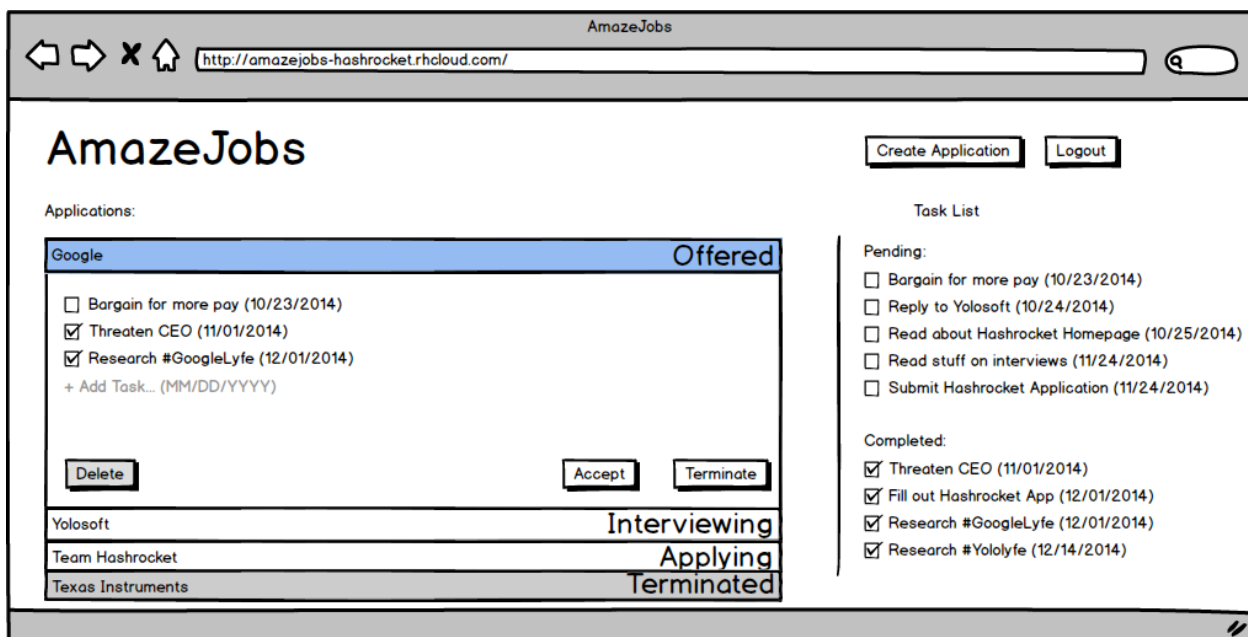 AmazeJobs
http://amazejobs-hashrocket.rhcloud.com/
AmazeJobs
Create Application
Logout
Applications:
Google Offered
Bargain for more pay (10/23/2014)
Threaten CEO (11/01/2014)
Research #GoogleLyfe (12/01/2014)
+ Add Task... (MM/DD/YYYY)
Delete
Accept
Terminate
Yolosoft Interviewing
Team Hashrocket Applying
Texas Instruments Terminated
Task List
Pending:
Bargain for more pay (10/23/2014)
Reply to Yolosoft (10/24/2014)
Read about Hashrocket Homepage (10/25/2014)
Read stuff on interviews (11/24/2014)
Submit Hashrocket Application (11/24/2014)
Completed:
Threaten CEO (11/01/2014)
Fill out Hashrocket App (12/01/2014)
Research #GoogleLyfe (12/01/2014)
Research #Yololyfe (12/14/2014)